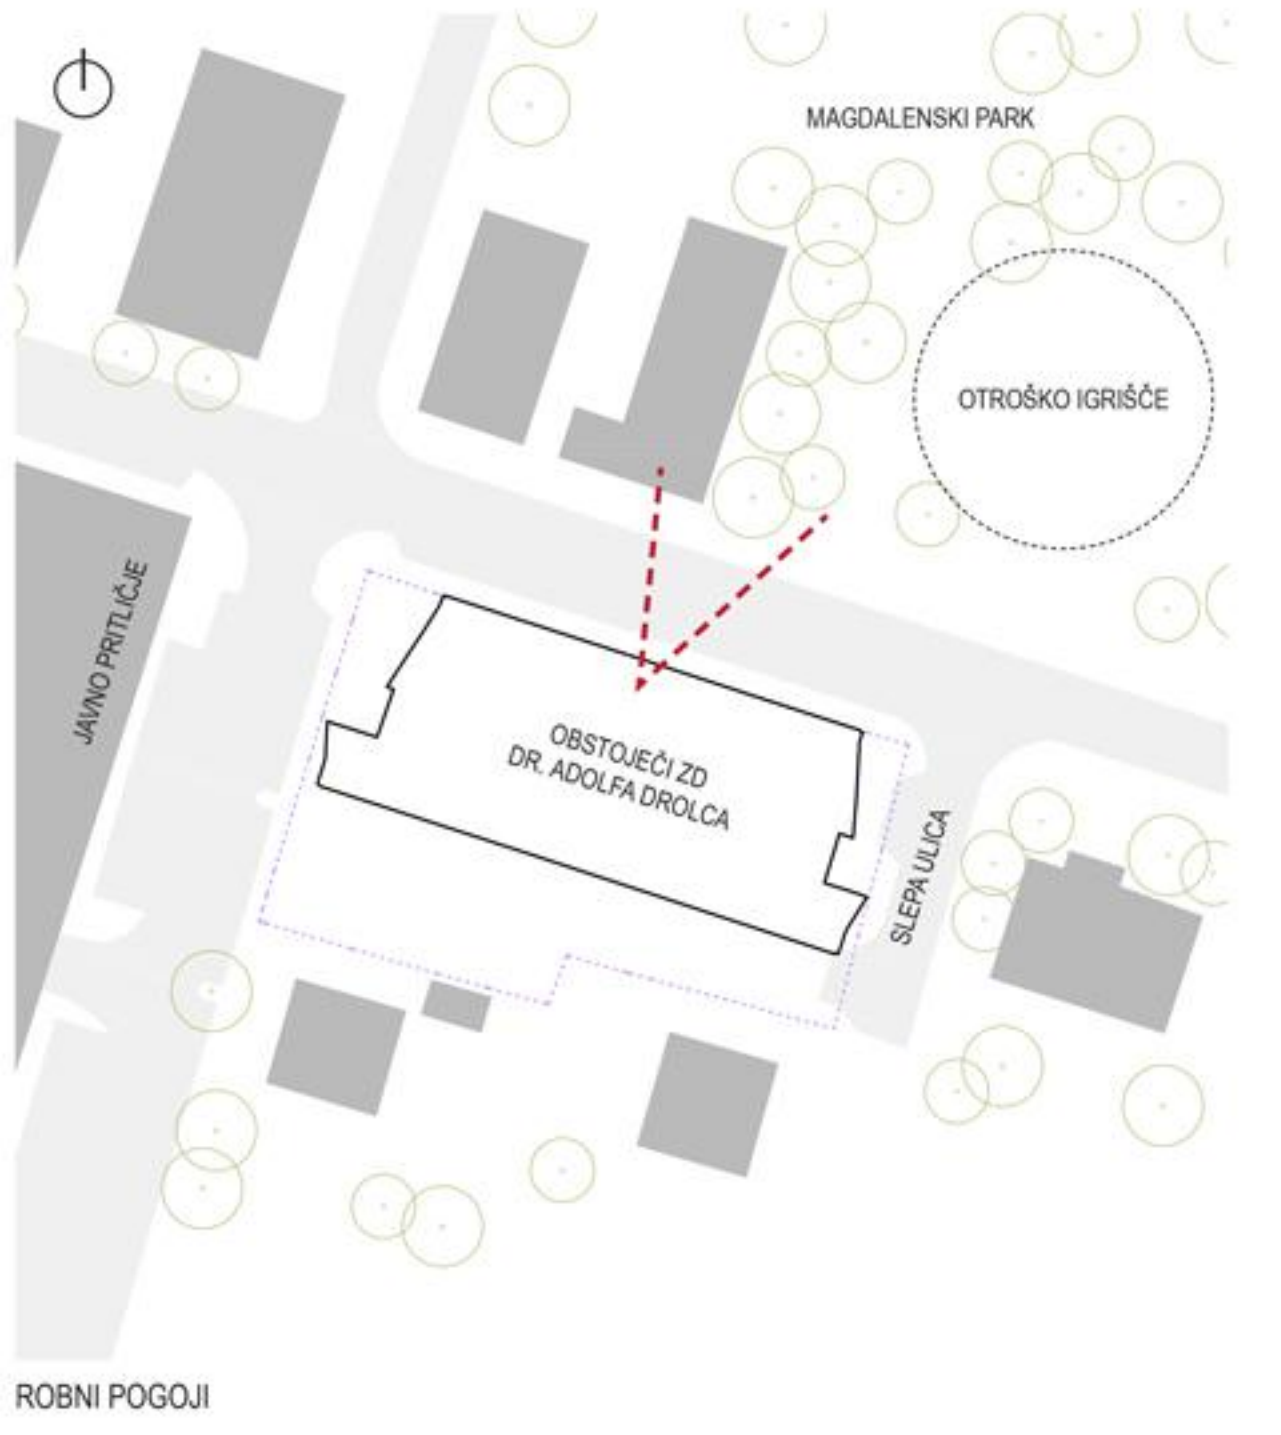 MAGDALENSKI PARK
OTROŠKO IGRIŠČE
JAVNO PRITLIČJE
OBSTOJEČI ZD
DR. ADOLFA DROLCA
SLEPA ULICA
ROBNI POGOJI